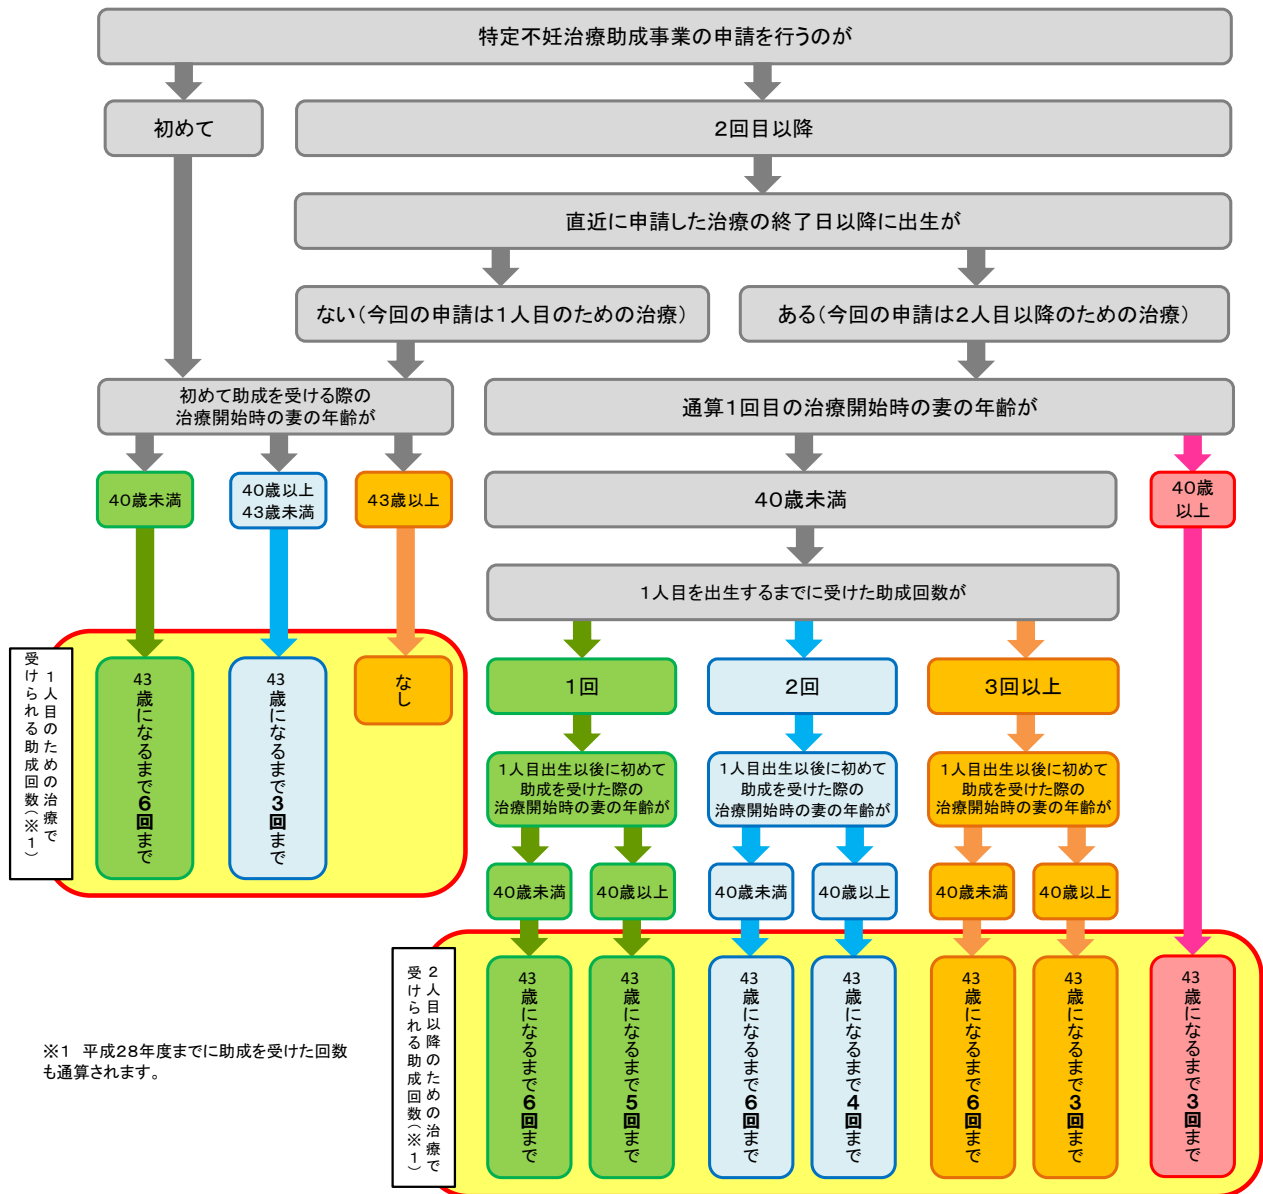 特定不妊治療助成事業の申請を行うのが
初めて
2回目以降
直近に申請した治療の終了日以降に出生が
ない(今回の申請は1人目のための治療)
ある(今回の申請は2人目以降のための治療)
初めて助成を受ける際の
治療開始時の妻の年齢が
通算1回目の治療開始時の妻の年齢が
40歳未満
40歳以上
43歳未満
43歳以上
40歳未満
40歳
以上
1人目を出生するまでに受けた助成回数が
1人目のための治療で
受けられる助成回数(※1)
43歳になるまで6回まで
43歳になるまで3回まで
なし
1回
2回
3回以上
1人目出生以後に初めて
助成を受けた際の
治療開始時の妻の年齢が
1人目出生以後に初めて
助成を受けた際の
治療開始時の妻の年齢が
1人目出生以後に初めて
助成を受けた際の
治療開始時の妻の年齢が
40歳未満
40歳以上
40歳未満
40歳以上
40歳未満
40歳以上
2人目以降のための治療で
受けられる助成回数(※1)
43歳になるまで6回まで
43歳になるまで5回まで
43歳になるまで6回まで
43歳になるまで4回まで
43歳になるまで6回まで
43歳になるまで3回まで
43歳になるまで3回まで
※1 平成28年度までに助成を受けた回数
も通算されます。